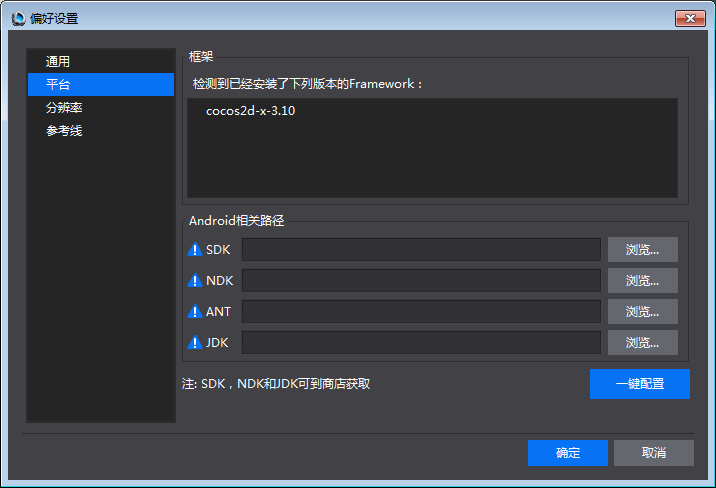 偏好设置
通用
平台
分辨率
参考线
框架
检测到已经安装了下列版本的Framework：
cocos2d-x-3.10
Android相关路径
SDK 浏览...
NDK 浏览...
ANT 浏览...
JDK 浏览...
注: SDK，NDK和JDK可到商店获取 一键配置
确定 取消